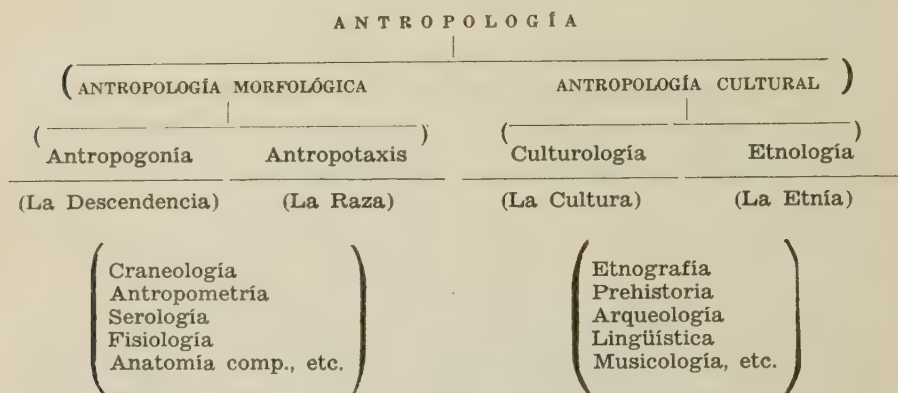 ANTROPOLOGÍA
ANTROPOLOGÍA MORFOLÓGICA ANTROPOLOGÍA CULTURAL
Antropogonía Antropotaxis Culturología Etnología
(La Descendencia) (La Raza) (La Cultura) (La Etnía)
Craneología Etnografía
Antropometría Prehistoria
Serología Arqueología
Fisiología Lingüística
Anatomía comp., etc. Musicología, etc.